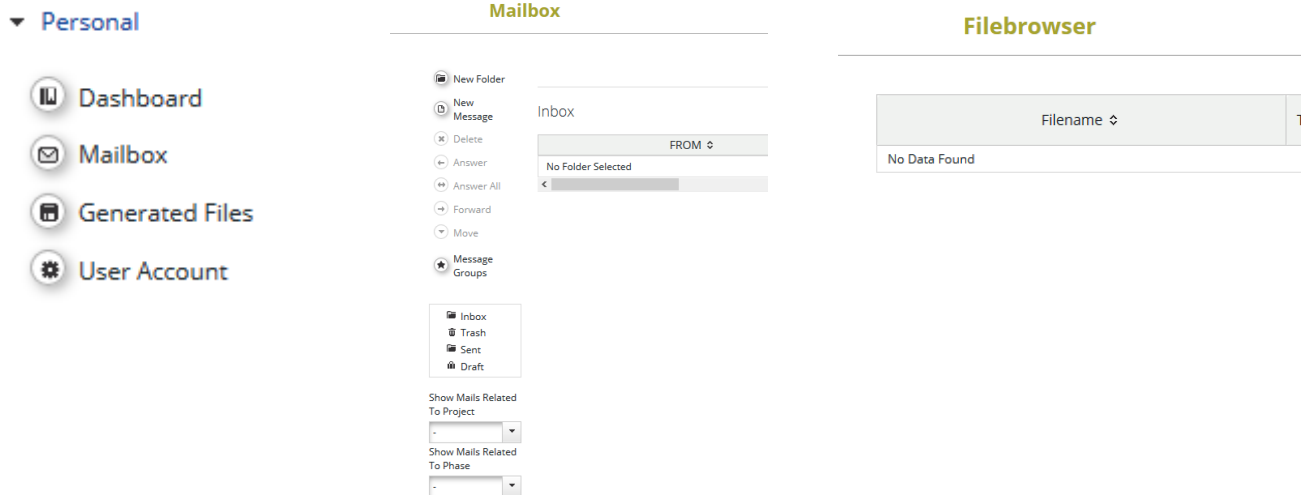 Personal
Dashboard
Mailbox
Generated Files
User Account
Mailbox
New Folder
New
Message
Delete
Answer
Answer All
Forward
Move
Message
Groups
Inbox
Trash
Sent
Draft
Show Mails Related
To Project
-
Show Mails Related
To Phase
-
Inbox
FROM
No Folder Selected
Filebrowser
Filename
No Data Found